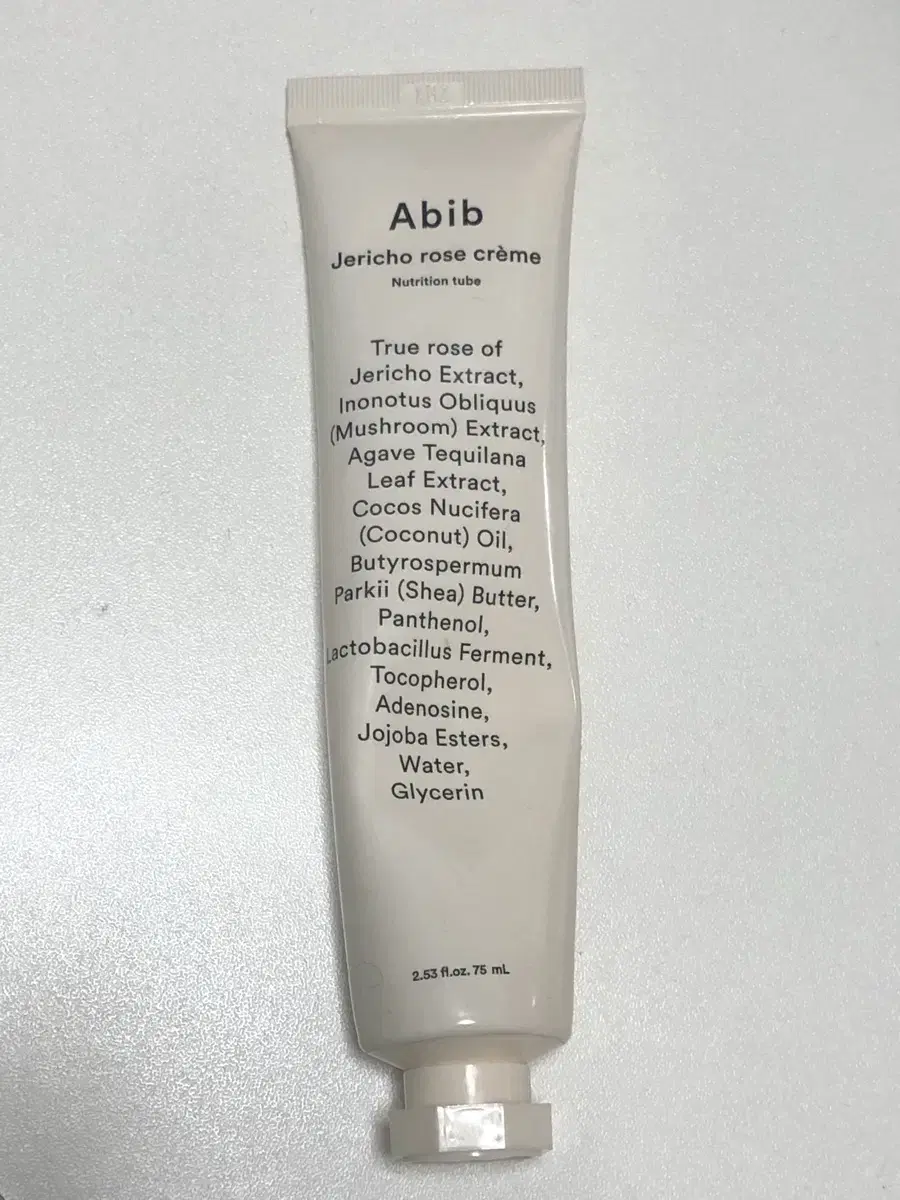 Abib
Jericho rose crème
Nutrition tube
True rose of
Jericho Extract,
Inonotus Obliquus
(Mushroom) Extract,
Agave Tequilana
Leaf Extract,
Cocos Nucifera
(Coconut) Oil,
Butyrospermum
Parkii (Shea) Butter,
Panthenol,
Lactobacillus Ferment,
Tocopherol,
Adenosine,
Jojoba Esters,
Water,
Glycerin
2.53 fl.oz. 75 mL